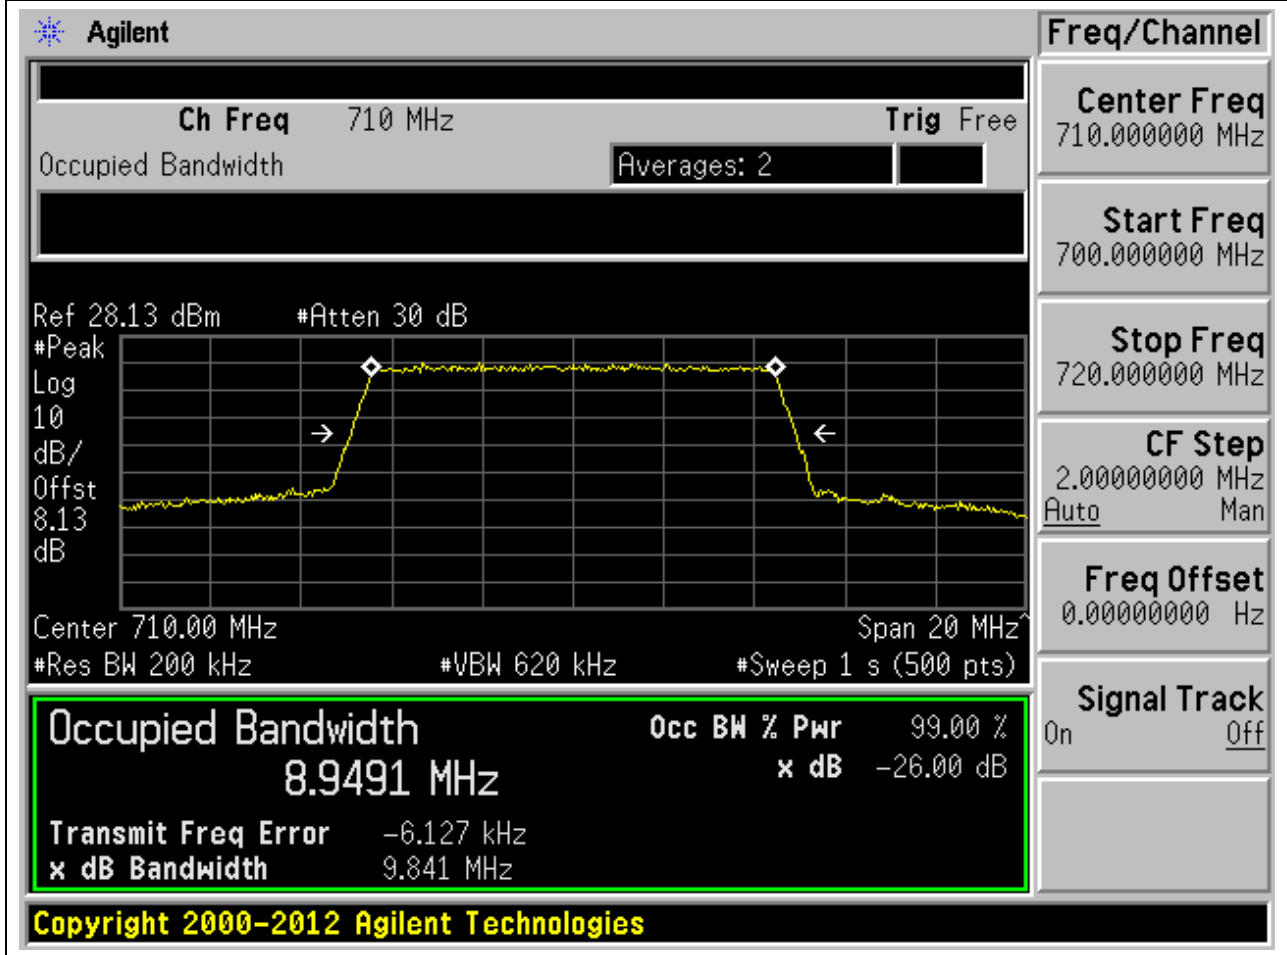 Agilent
Freq/Channel
Ch Freq 710 MHz Trig Free
Occupied Bandwidth Averages: 2
Center Freq
710.000000 MHz
Start Freq
700.000000 MHz
Stop Freq
720.000000 MHz
CF Step
2.00000000 MHz
Auto Man
Freq Offset
0.00000000 Hz
Signal Track
On Off
Ref 28.13 dBm #Atten 30 dB
#Peak
Log
10
dB/
Offst
8.13
dB
Center 710.00 MHz Span 20 MHz^
#Res BW 200 kHz #VBW 620 kHz #Sweep 1 s (500 pts)
Occupied Bandwidth
8.9491 MHz
Occ BW % Pwr 99.00 %
x dB -26.00 dB
Transmit Freq Error -6.127 kHz
x dB Bandwidth 9.841 MHz
Copyright 2000-2012 Agilent Technologies